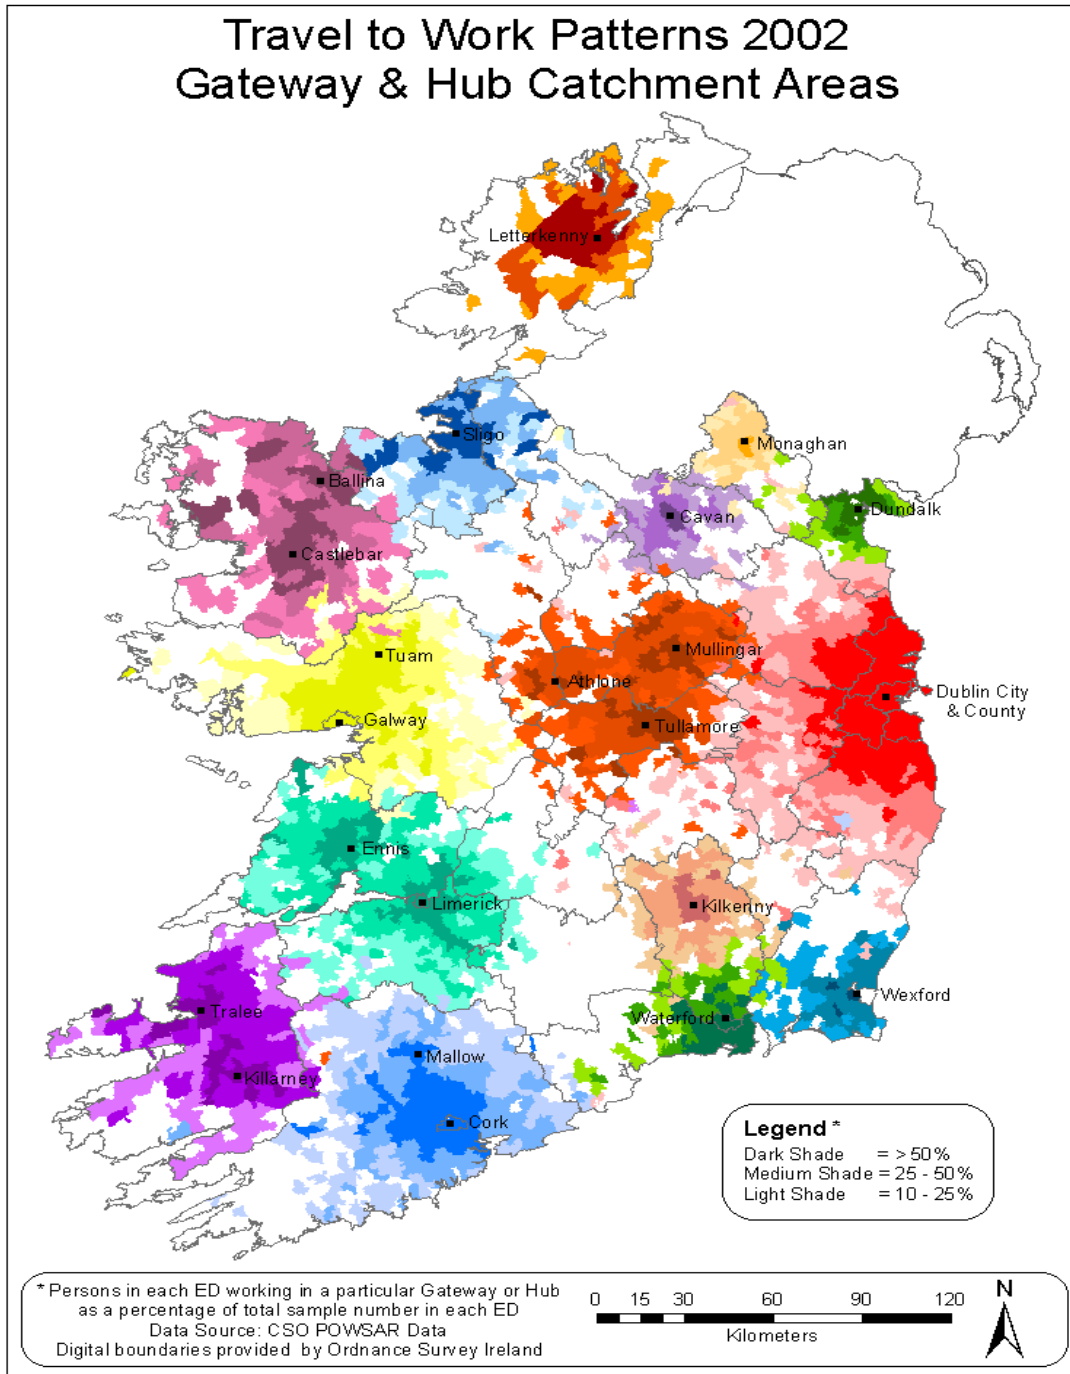 Travel to Work Patterns 2002
Gateway & Hub Catchment Areas
Letterkenny
Sligo
Monaghan
Ballina
Cavan
Dundalk
Castlebar
Tuam
Mullingar
Athlone
Dublin City
& County
Galway
Tullamore
Ennis
Limerick
Kilkenny
Wexford
Tralee
Waterford
Mallow
Killarney
Cork
Legend *
Dark Shade = > 50%
Medium Shade = 25 - 50%
Light Shade = 10 - 25%
* Persons in each ED working in a particular Gateway or Hub
as a percentage of total sample number in each ED
Data Source: CSO POWSAR Data
Digital boundaries provided by Ordnance Survey Ireland
0 15 30 60 90 120
Kilometers
N